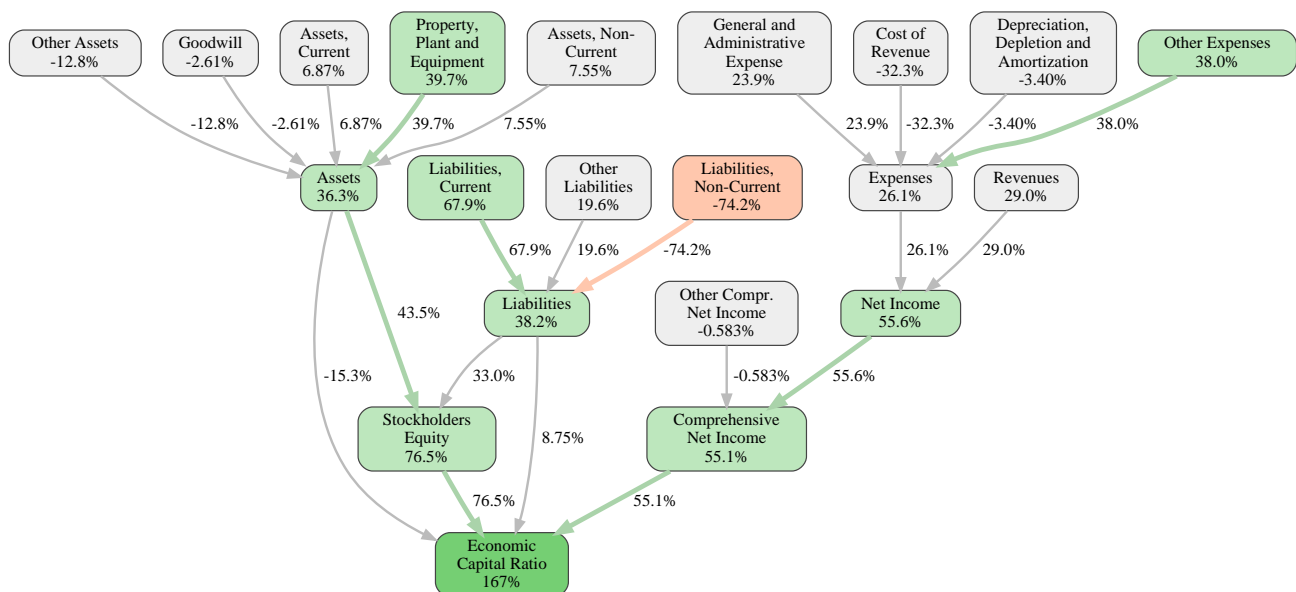 Other Assets
-12.8%
Goodwill
-2.61%
Assets,
Current
6.87%
Property,
Plant and
Equipment
39.7%
Assets, Non-
Current
7.55%
General and
Administrative
Expense
23.9%
Cost of
Revenue
-32.3%
Depreciation,
Depletion and
Amortization
-3.40%
Other Expenses
38.0%
-12.8%
-2.61%
6.87%
39.7%
7.55%
23.9%
-32.3%
-3.40%
38.0%
Assets
36.3%
Liabilities,
Current
67.9%
Other
Liabilities
19.6%
Liabilities,
Non-Current
-74.2%
Expenses
26.1%
Revenues
29.0%
67.9%
19.6%
-74.2%
26.1%
29.0%
43.5%
Liabilities
38.2%
Other Compr.
Net Income
-0.583%
Net Income
55.6%
-15.3%
33.0%
-0.583%
55.6%
Stockholders
Equity
76.5%
8.75%
Comprehensive
Net Income
55.1%
76.5%
55.1%
Economic
Capital Ratio
167%